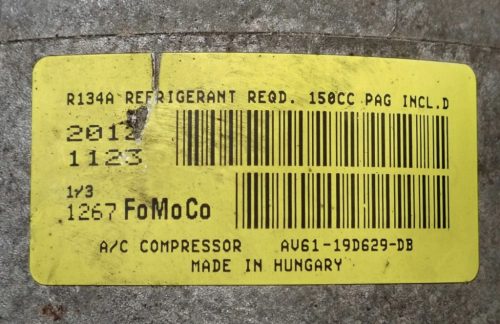 R134A REFRIGERANT REQD. 150CC PAG INCL.D
2012
1123
1/3
1267 FoMoCo
A/C COMPRESSOR AV61-19D629-DB
MADE IN HUNGARY